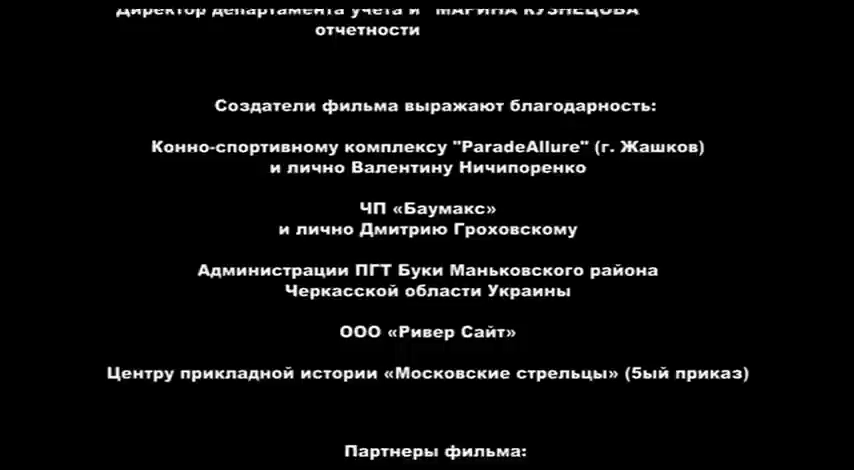 Директор департамента учета и МАРИНА КУЗНЕЦОВА
отчетности
Создатели фильма выражают благодарность:
Конно-спортивному комплексу "ParadeAllure" (г. Жашков)
и лично Валентину Ничипоренко
ЧП «Баумакс»
и лично Дмитрию Гроховскому
Администрации ПГТ Буки Маньковского района
Черкасской области Украины
ООО «Ривер Сайт»
Центру прикладной истории «Московские стрельцы» (5ый приказ)
Партнеры фильма: